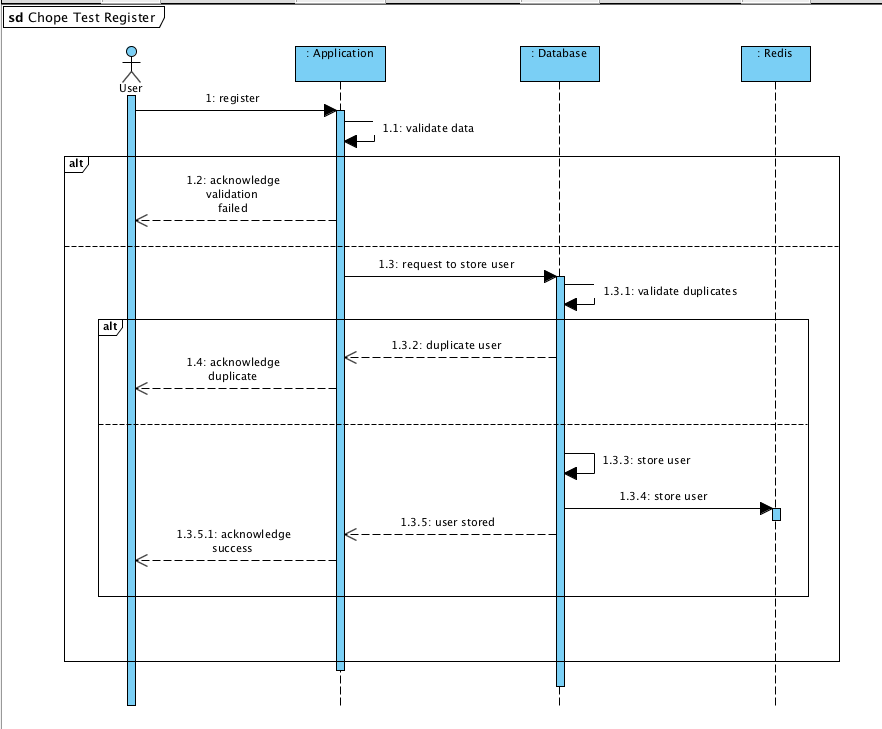 sd Chope Test Register
: Application
: Database
: Redis
User
1: register
1.1: validate data
alt
1.2: acknowledge
validation
failed
1.3: request to store user
1.3.1: validate duplicates
alt
1.3.2: duplicate user
1.4: acknowledge
duplicate
1.3.3: store user
1.3.4: store user
1.3.5: user stored
1.3.5.1: acknowledge
success